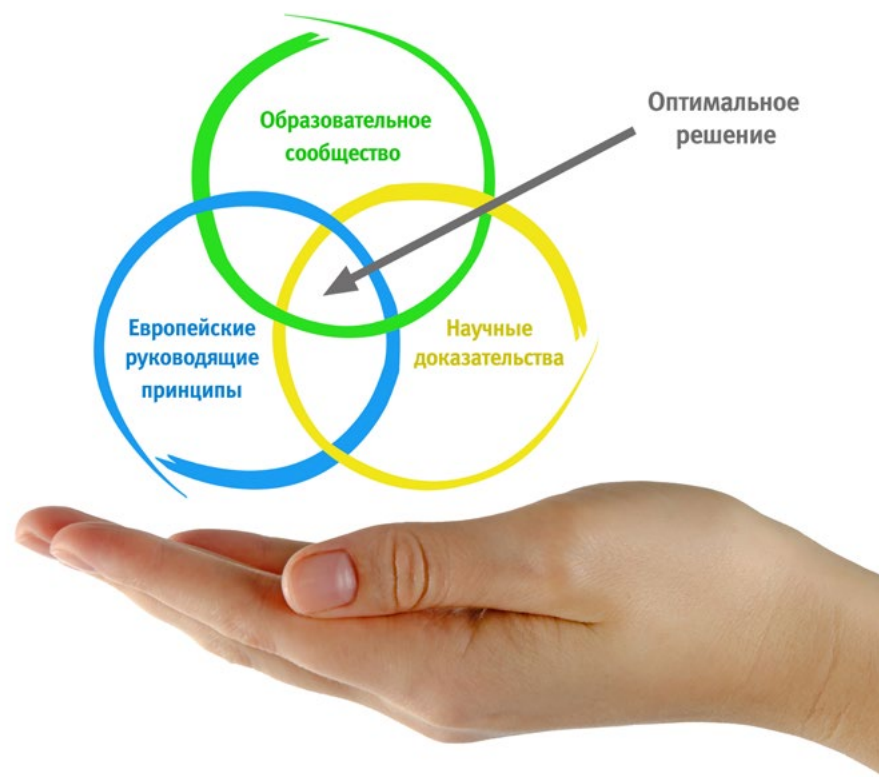 Образовательное
сообщество
Оптимальное
решение
Европейские
руководящие
принципы
Научные
доказательства